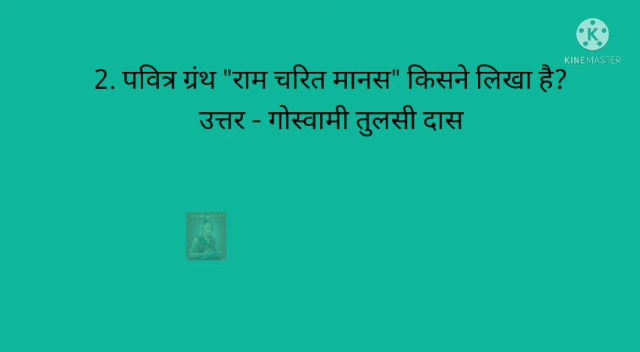 K
KINEMASTER
2. पवित्र ग्रंथ "राम चरित मानस" किसने लिखा है?
उत्तर - गोस्वामी तुलसी दास